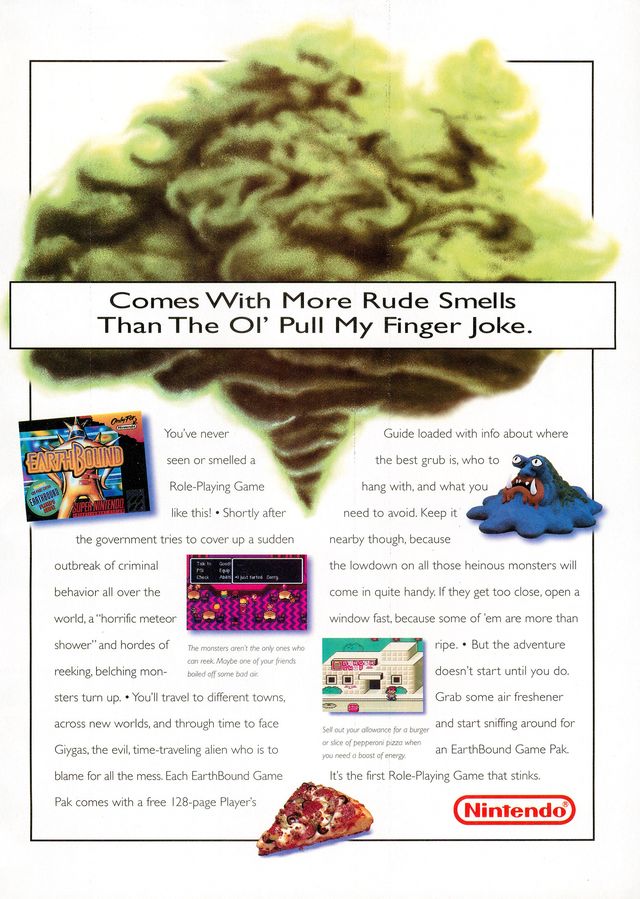 Comes With More Rude Smells
Than The Ol' Pull My Finger Joke.
Only For
EARTHBOUND
EARTHBOUND
SUPER NINTENDO
You've never
seen or smelled a
Role-Playing Game
like this! • Shortly after
the government tries to cover up a sudden
outbreak of criminal
behavior all over the
world, a "horrific meteor
shower" and hordes of
reeking, belching mon-
sters turn up. • You'll travel to different towns,
across new worlds, and through time to face
Giygas, the evil, time-traveling alien who is to
blame for all the mess. Each EarthBound Game
Pak comes with a free 128-page Player's
Talk to Goods
PSI Equip
Check
I just farted. Sorry.
The monsters aren't the only ones who
can reek. Maybe one of your friends
boiled off some bad air.
Guide loaded with info about where
the best grub is, who to
hang with, and what you
need to avoid. Keep it
nearby though, because
the lowdown on all those heinous monsters will
come in quite handy. If they get too close, open a
window fast, because some of 'em are more than
ripe. • But the adventure
doesn't start until you do.
Grab some air freshener
and start sniffing around for
an EarthBound Game Pak.
It's the first Role-Playing Game that stinks.
Sell out your allowance for a burger
or slice of pepperoni pizza when
you need a boost of energy.
Nintendo®